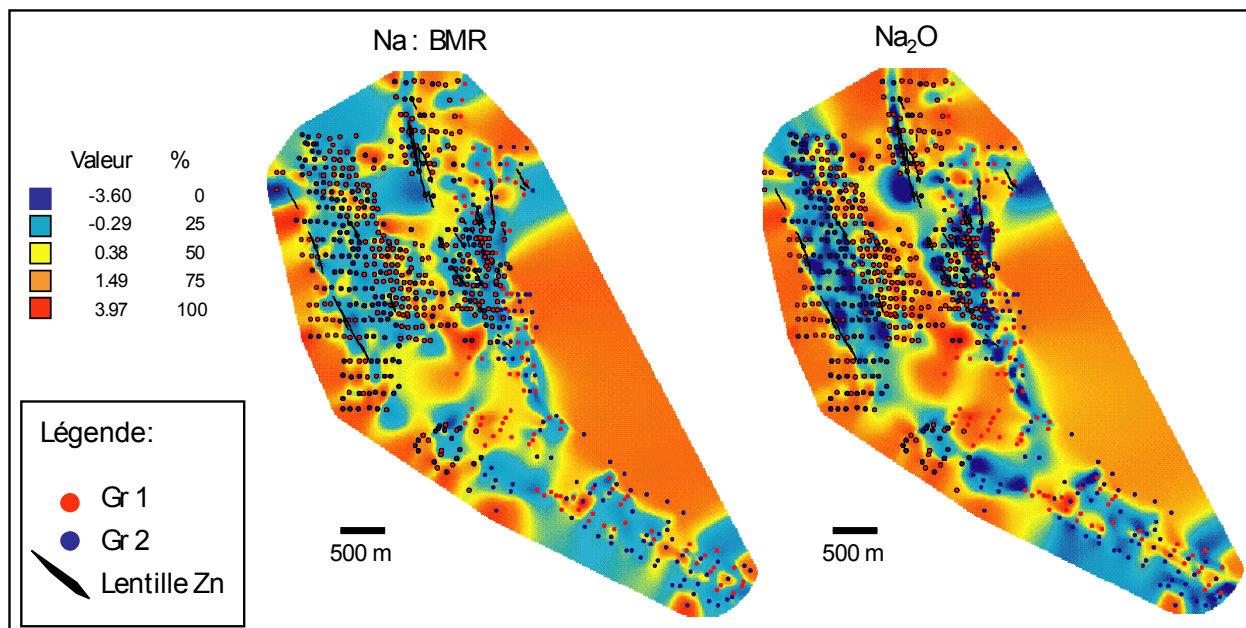 Na : BMR
Na₂O
Valeur %
-3.60 0
-0.29 25
0.38 50
1.49 75
3.97 100
Légende:
Gr 1
Gr 2
Lentille Zn
500 m
500 m